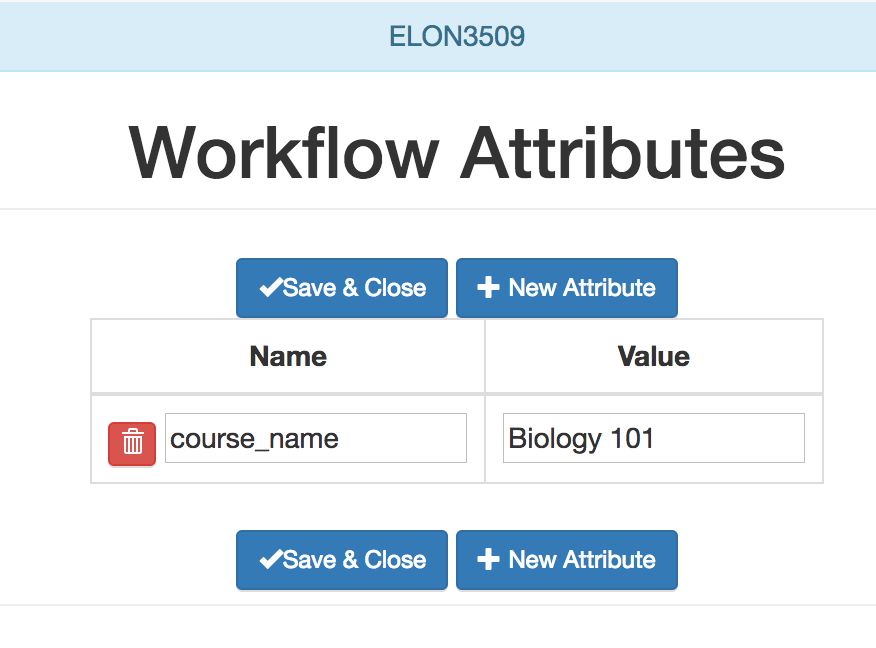 ELON3509
Workflow Attributes
Save & Close New Attribute
Name Value
course_name Biology 101
Save & Close New Attribute